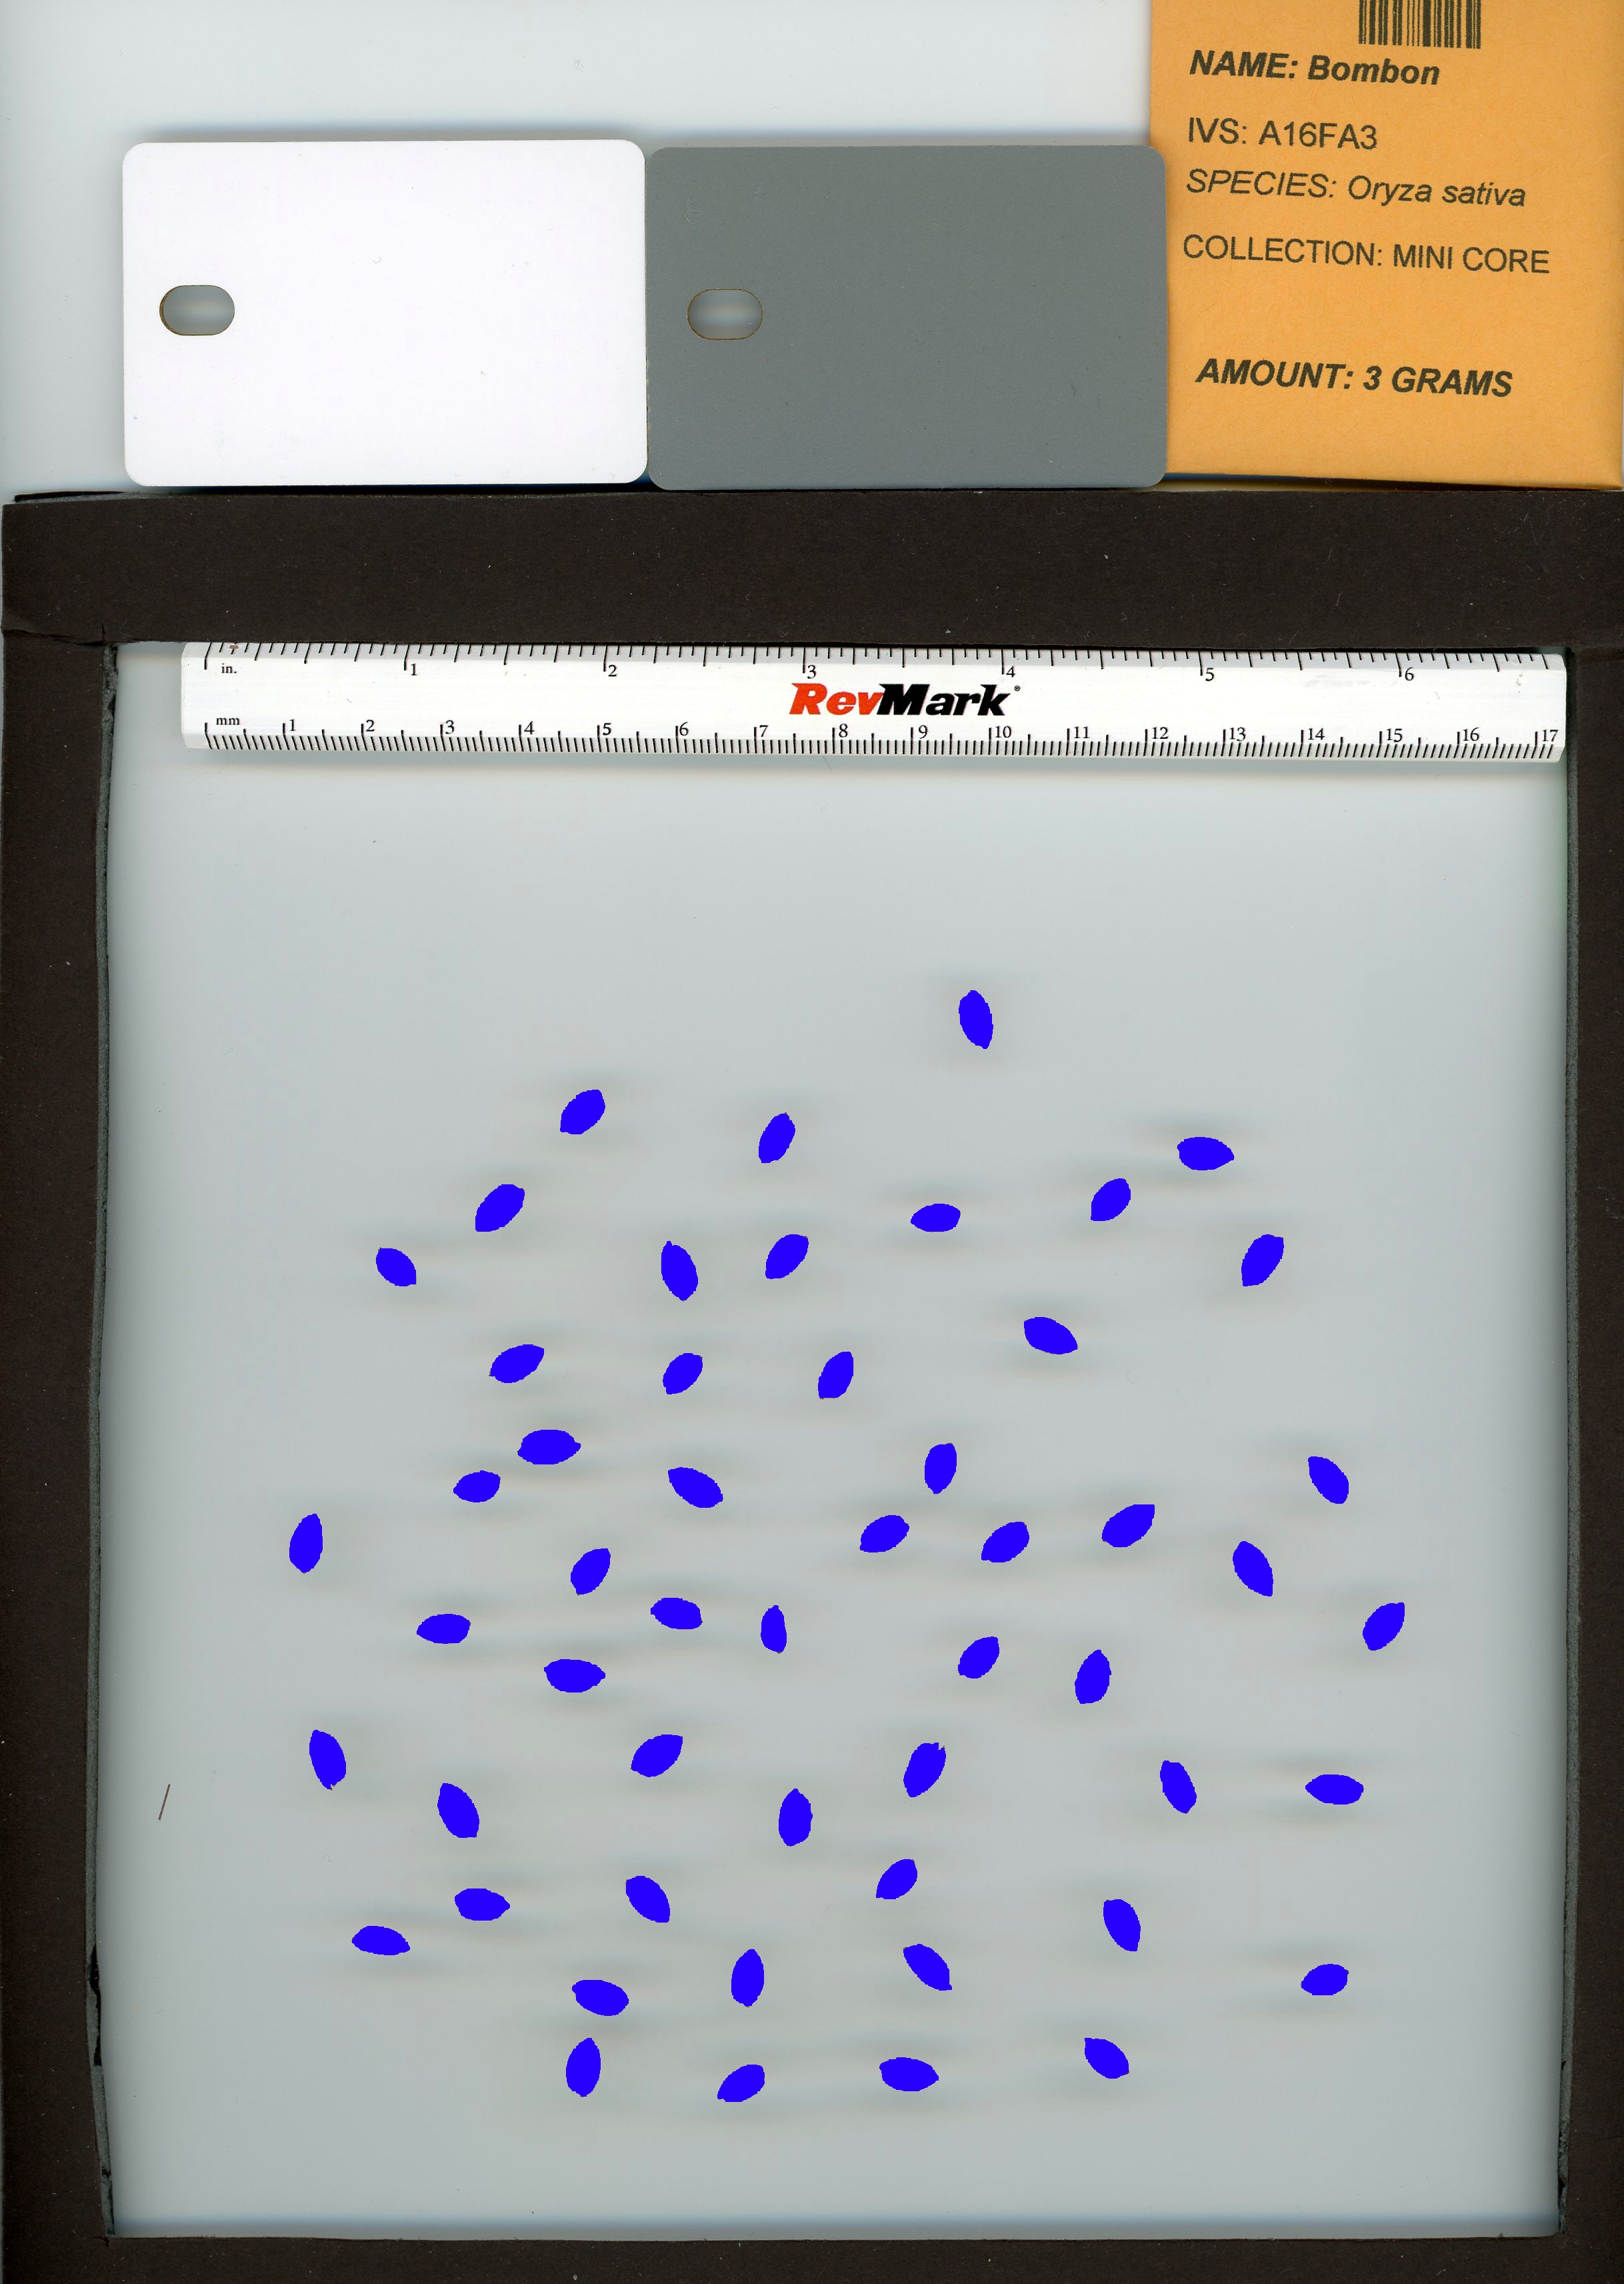 NAME: Bombon
IVS: A16FA3
SPECIES: Oryza sativa
COLLECTION: MINI CORE
AMOUNT: 3 GRAMS
in. 1 2 3 4 5 6
RevMark®
mm 1 2 3 4 5 6 7 8 9 10 11 12 13 14 15 16 17